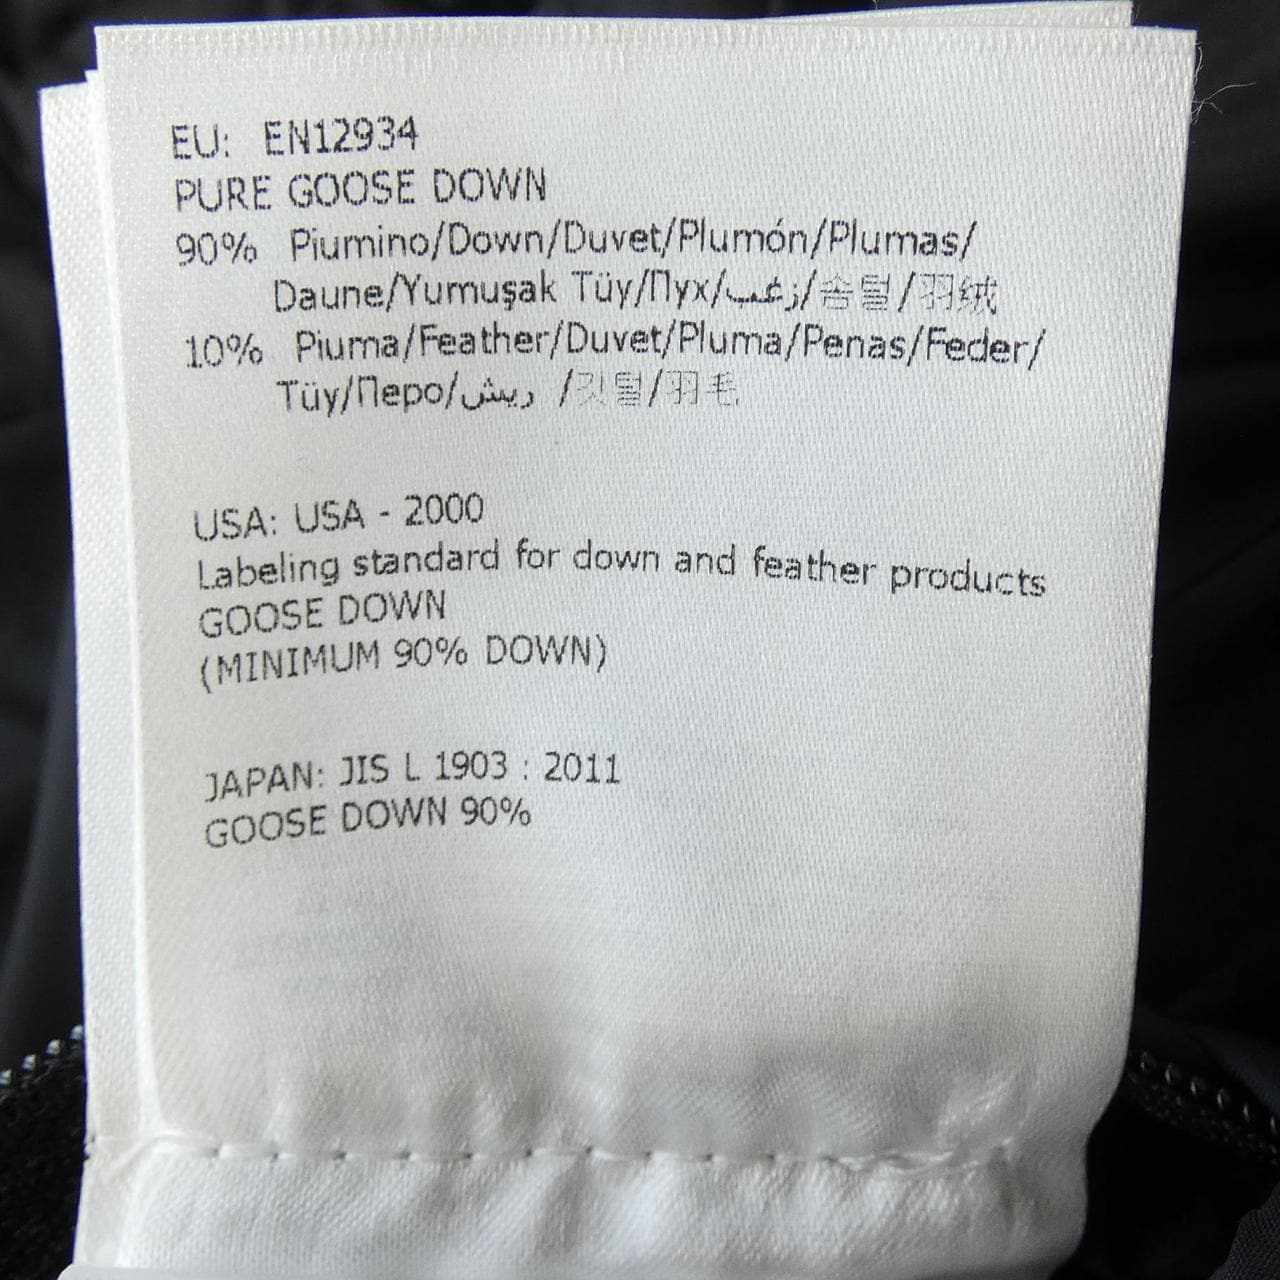 EU: EN12934
PURE GOOSE DOWN
90% Piumino/Down/Duvet/Plumón/Plumas/
Daune/Yumuşak Tüy/Пух/زغب/솜털/羽绒
10% Piuma/Feather/Duvet/Pluma/Penas/Feder/
Tüy/Перо/ريش /깃털/羽毛
USA: USA - 2000
Labeling standard for down and feather products
GOOSE DOWN
(MINIMUM 90% DOWN)
JAPAN: JIS L 1903 : 2011
GOOSE DOWN 90%